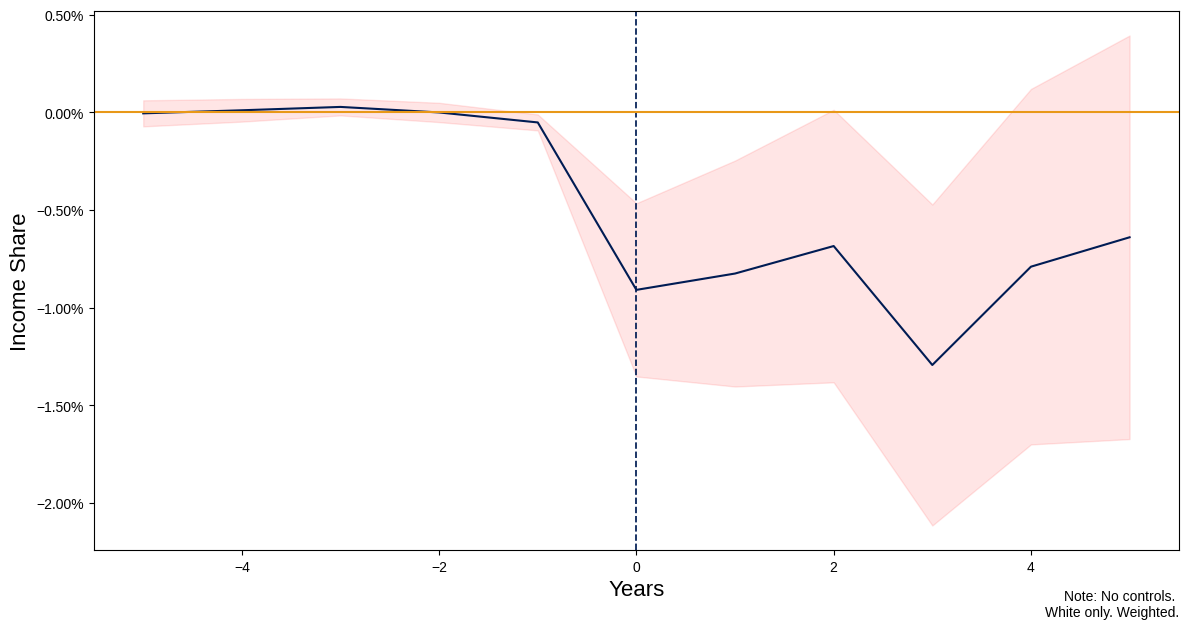 0.50%
0.00%
−0.50%
−1.00%
−1.50%
−2.00%
Income Share
−4
−2
0
2
4
Years
Note: No controls.
White only. Weighted.